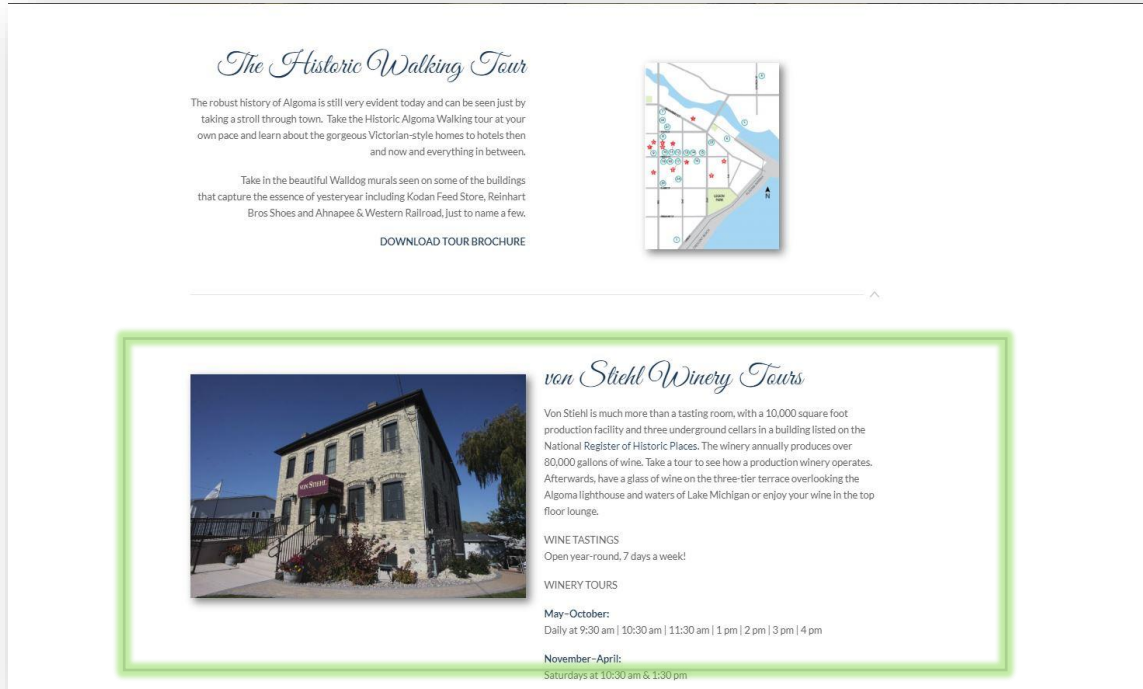 The Historic Walking Tour
The robust history of Algoma is still very evident today and can be seen just by
taking a stroll through town. Take the Historic Algoma Walking tour at your
own pace and learn about the gorgeous Victorian-style homes to hotels then
and now and everything in between.
Take in the beautiful Walldog murals seen on some of the buildings
that capture the essence of yesteryear including Kodan Feed Store, Reinhart
Bros Shoes and Ahnapee & Western Railroad, just to name a few.
DOWNLOAD TOUR BROCHURE
N
von Stiehl Winery Tours
Von Stiehl is much more than a tasting room, with a 10,000 square foot
production facility and three underground cellars in a building listed on the
National Register of Historic Places. The winery annually produces over
80,000 gallons of wine. Take a tour to see how a production winery operates.
Afterwards, have a glass of wine on the three-tier terrace overlooking the
Algoma lighthouse and waters of Lake Michigan or enjoy your wine in the top
floor lounge.
VON STIEHL
WINE TASTINGS
Open year-round, 7 days a week!
WINERY TOURS
May–October:
Daily at 9:30 am | 10:30 am | 11:30 am | 1 pm | 2 pm | 3 pm | 4 pm
November–April:
Saturdays at 10:30 am & 1:30 pm